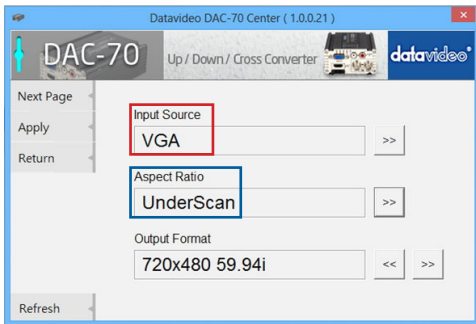 Datavideo DAC-70 Center ( 1.0.0.21 )
DAC-70
Up / Down / Cross Converter
datavideo
Next Page
Apply
Return
Input Source
VGA
>>
Aspect Ratio
UnderScan
>>
Output Format
720x480 59.94i
<<
>>
Refresh